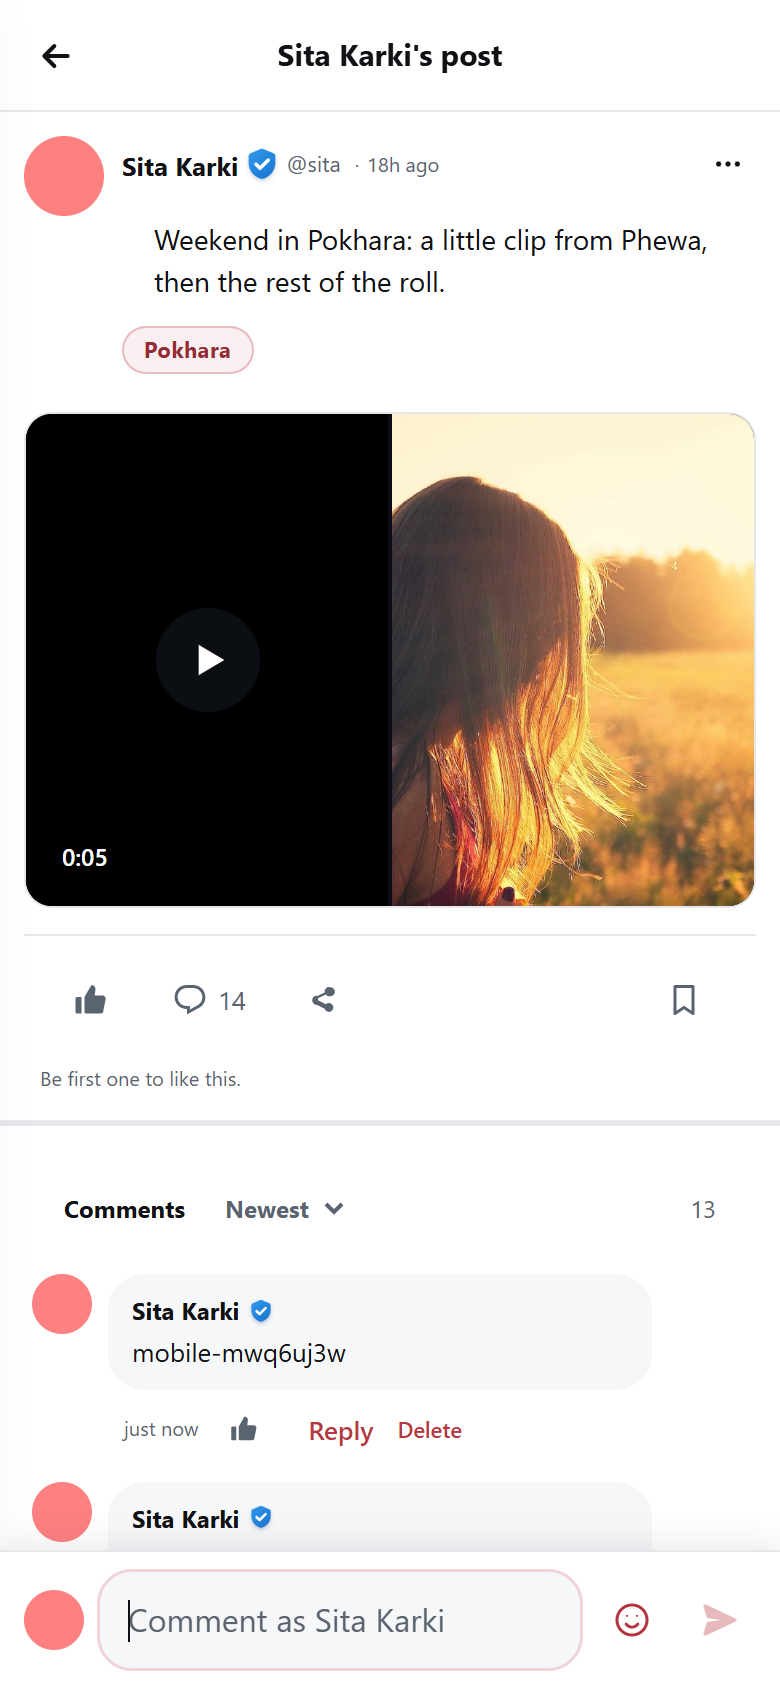 Sita Karki's post
Sita Karki @sita · 18h ago
Weekend in Pokhara: a little clip from Phewa,
then the rest of the roll.
Pokhara
0:05
14
Be first one to like this.
Comments Newest 13
Sita Karki
mobile-mwq6uj3w
just now Reply Delete
Sita Karki
Comment as Sita Karki